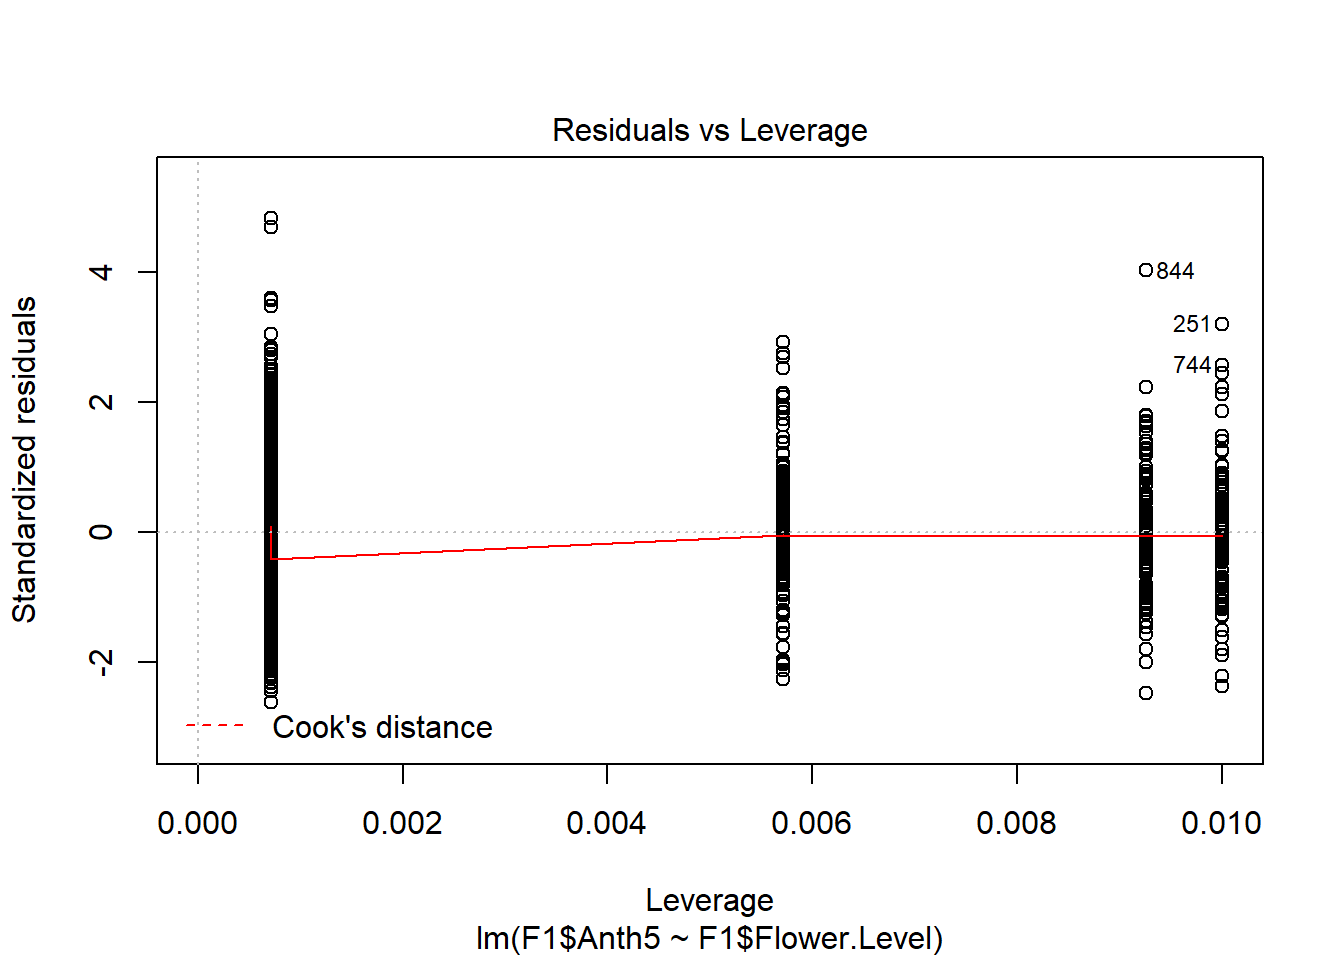 Residuals vs Leverage
Standardized residuals
4
2
0
-2
844
251
744
Cook's distance
0.000 0.002 0.004 0.006 0.008 0.010
Leverage
lm(F1$Anth5 ~ F1$Flower.Level)